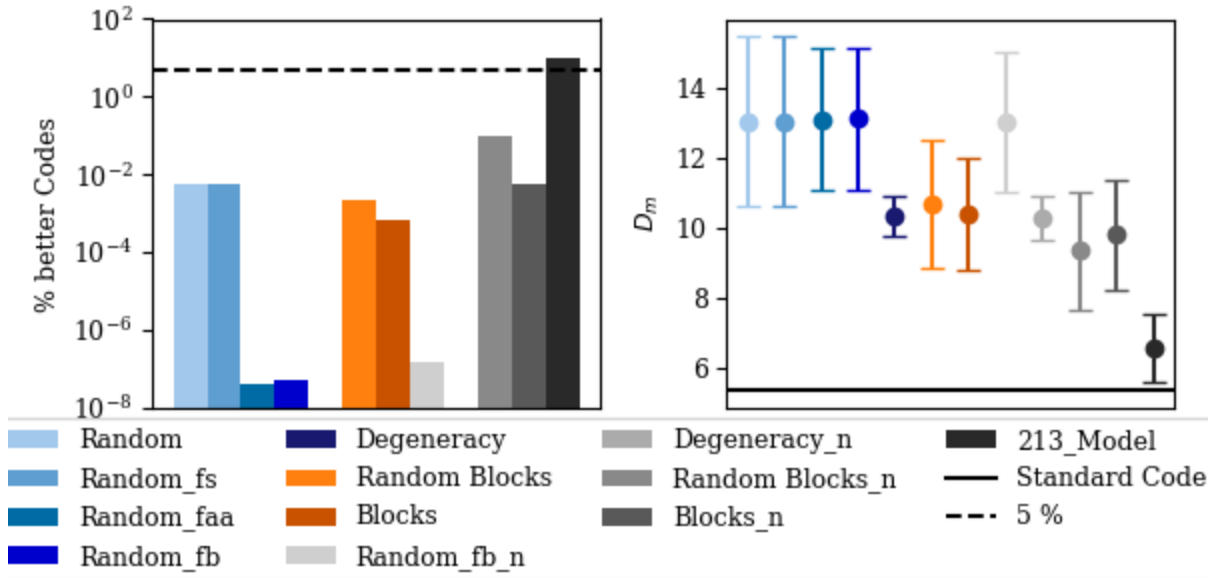 % better Codes
10^2
10^0
10^-2
10^-4
10^-6
10^-8
D_m
14
12
10
8
6
Random
Random_fs
Random_faa
Random_fb
Degeneracy
Random Blocks
Blocks
Random_fb_n
Degeneracy_n
Random Blocks_n
Blocks_n
213_Model
Standard Code
5 %